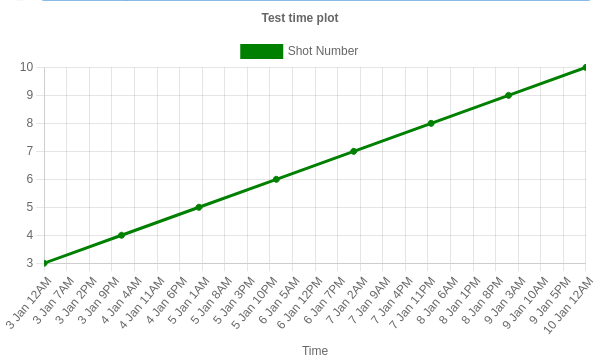 Test time plot
Shot Number
10
9
8
7
6
5
4
3
3 Jan 12AM
3 Jan 7AM
3 Jan 2PM
3 Jan 9PM
4 Jan 4AM
4 Jan 11AM
4 Jan 6PM
5 Jan 1AM
5 Jan 8AM
5 Jan 3PM
5 Jan 10PM
6 Jan 5AM
6 Jan 12PM
6 Jan 7PM
7 Jan 2AM
7 Jan 9AM
7 Jan 4PM
7 Jan 11PM
8 Jan 6AM
8 Jan 1PM
8 Jan 8PM
9 Jan 3AM
9 Jan 10AM
9 Jan 5PM
10 Jan 12AM
Time